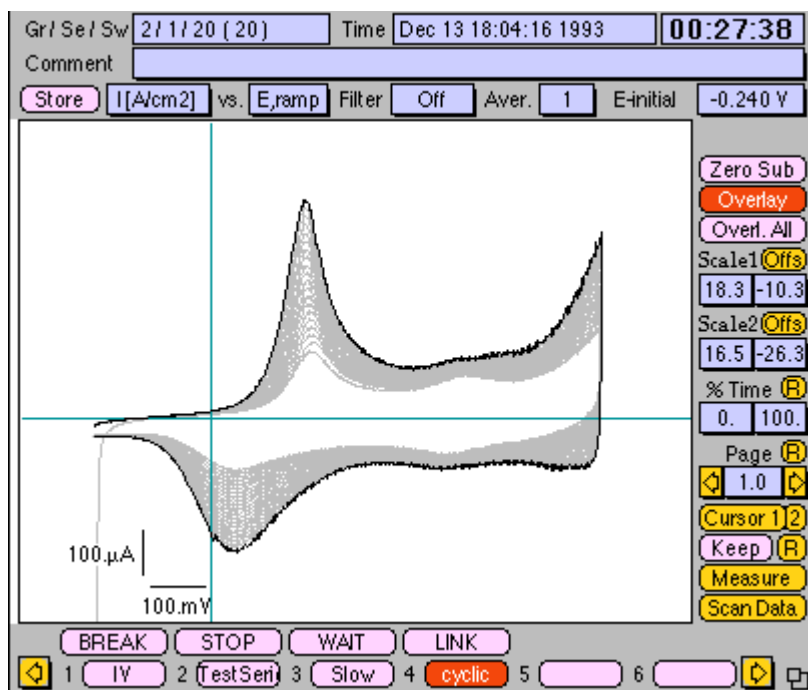 Gr/ Se/ Sw 2/ 1/ 20 ( 20) Time Dec 13 18:04:16 1993 00:27:38
Comment
Store I[A/cm2] vs. E,ramp Filter Off Aver. 1 E-initial -0.240 V
Zero Sub
Overlay
Overl. All
Scale1 Offs
18.3 -10.3
Scale2 Offs
16.5 -26.3
% Time R
0. 100.
Page R
1.0
Cursor 1 2
Keep R
Measure
Scan Data
100.µA
100.mV
BREAK STOP WAIT LINK
1 IV 2 TestSeri 3 Slow 4 cyclic 5 6